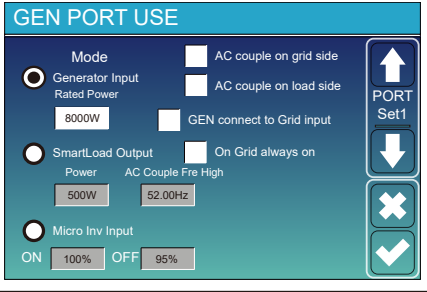 GEN PORT USE
Mode
AC couple on grid side
Generator Input
AC couple on load side
Rated Power
PORT
Set1
8000W
GEN connect to Grid input
SmartLoad Output
On Grid always on
Power
AC Couple Fre High
500W
52.00Hz
Micro Inv Input
ON
100%
OFF
95%